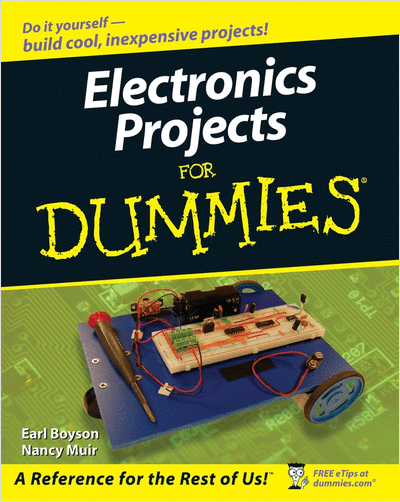 Do it yourself —
build cool, inexpensive projects!
Electronics
Projects
FOR
DUMMIES®
Earl Boyson
Nancy Muir
A Reference for the Rest of Us!™
FREE eTips at
dummies.com®